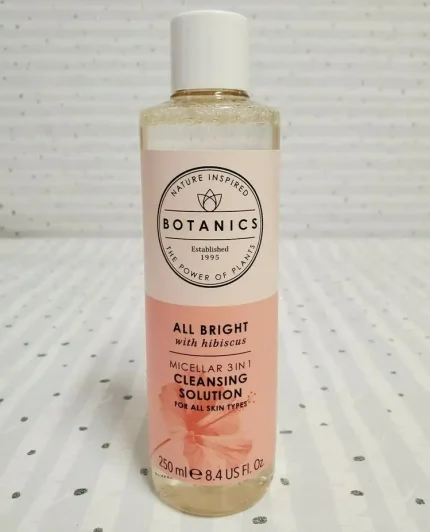 NATURE INSPIRED
BOTANICS
Established
1995
THE POWER OF PLANTS
ALL BRIGHT
with hibiscus
MICELLAR 3 IN 1
CLEANSING
SOLUTION
FOR ALL SKIN TYPES
250 ml ℮ 8.4 US Fl. Oz